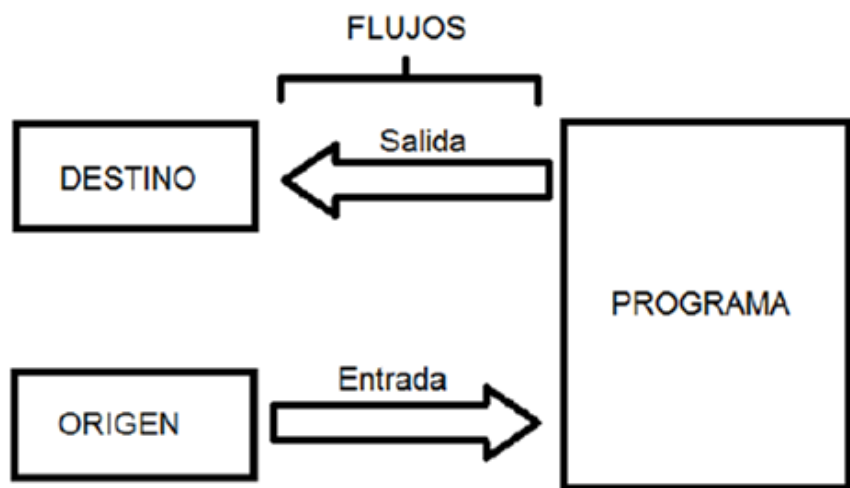 FLUJOS
Salida
DESTINO
PROGRAMA
Entrada
ORIGEN